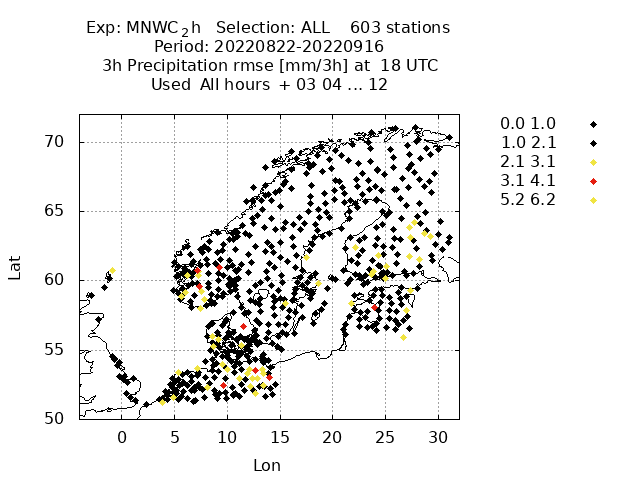 Exp: MNWC_2h   Selection: ALL    603 stations
Period: 20220822-20220916
3h Precipitation rmse [mm/3h] at  18 UTC
Used  All hours  + 03 04 ... 12
70
65
60
55
50
Lat
0 5 10 15 20 25 30
Lon
0.0 1.0
1.0 2.1
2.1 3.1
3.1 4.1
5.2 6.2